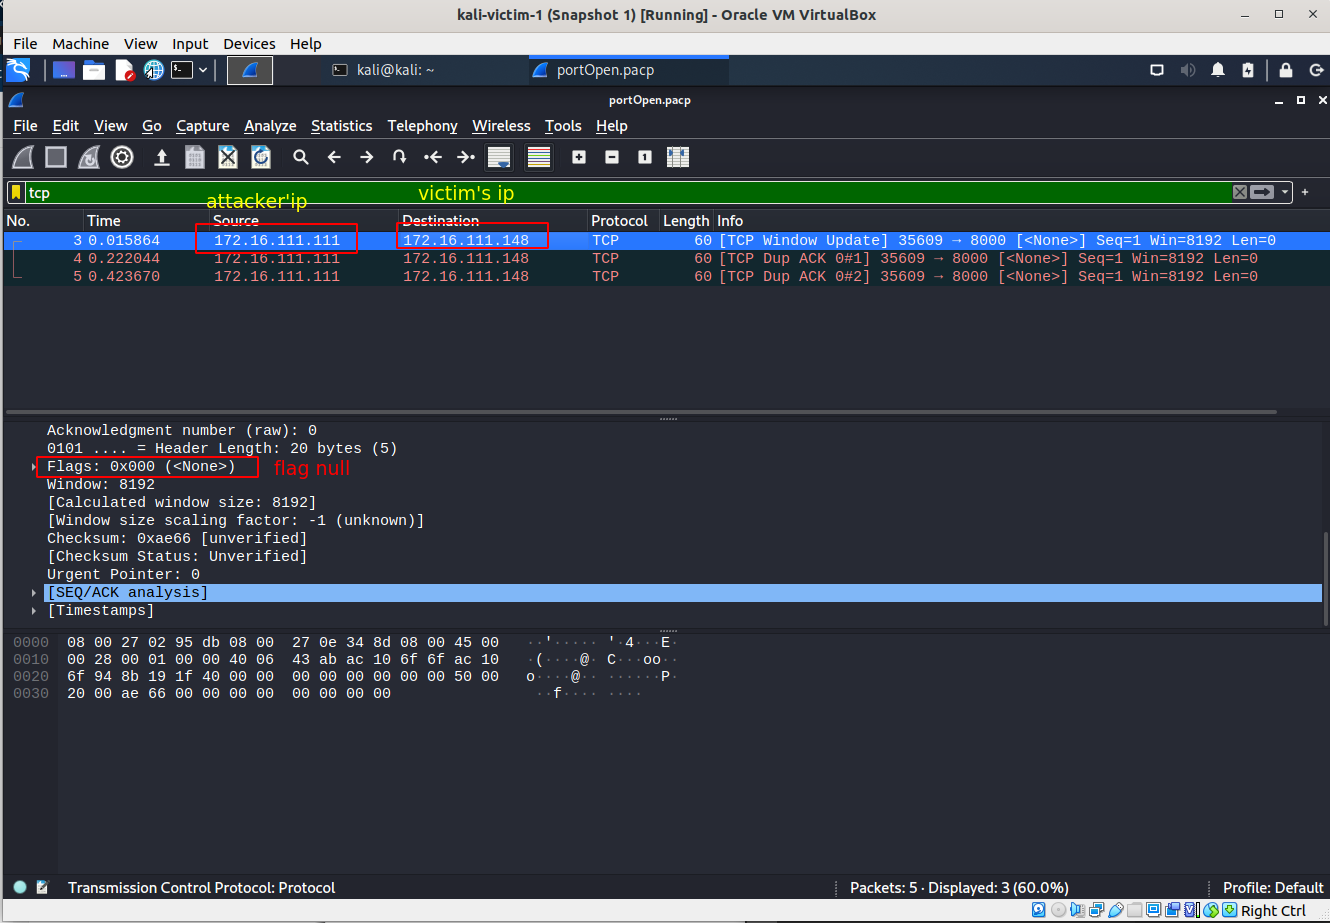 kali-victim-1 (Snapshot 1) [Running] - Oracle VM VirtualBox
File Machine View Input Devices Help
kali@kali: ~ portOpen.pacp
portOpen.pacp
File Edit View Go Capture Analyze Statistics Telephony Wireless Tools Help
tcp
attacker'ip victim's ip
No. Time Source Destination Protocol Length Info
3 0.015864 172.16.111.111 172.16.111.148 TCP 60 [TCP Window Update] 35609 → 8000 [<None>] Seq=1 Win=8192 Len=0
4 0.222044 172.16.111.111 172.16.111.148 TCP 60 [TCP Dup ACK 0#1] 35609 → 8000 [<None>] Seq=1 Win=8192 Len=0
5 0.423670 172.16.111.111 172.16.111.148 TCP 60 [TCP Dup ACK 0#2] 35609 → 8000 [<None>] Seq=1 Win=8192 Len=0
Acknowledgment number (raw): 0
0101 .... = Header Length: 20 bytes (5)
Flags: 0x000 (<None>) flag null
Window: 8192
[Calculated window size: 8192]
[Window size scaling factor: -1 (unknown)]
Checksum: 0xae66 [unverified]
[Checksum Status: Unverified]
Urgent Pointer: 0
[SEQ/ACK analysis]
[Timestamps]
0000 08 00 27 02 95 db 08 00 27 0e 34 8d 08 00 45 00 ··'····· '·4···E·
0010 00 28 00 01 00 00 40 06 43 ab ac 10 6f 6f ac 10 ·(····@· C···oo··
0020 6f 94 8b 19 1f 40 00 00 00 00 00 00 00 00 50 00 o····@·· ······P·
0030 20 00 ae 66 00 00 00 00 00 00 00 00 ··f···· ····
Transmission Control Protocol: Protocol Packets: 5 · Displayed: 3 (60.0%) Profile: Default
Right Ctrl